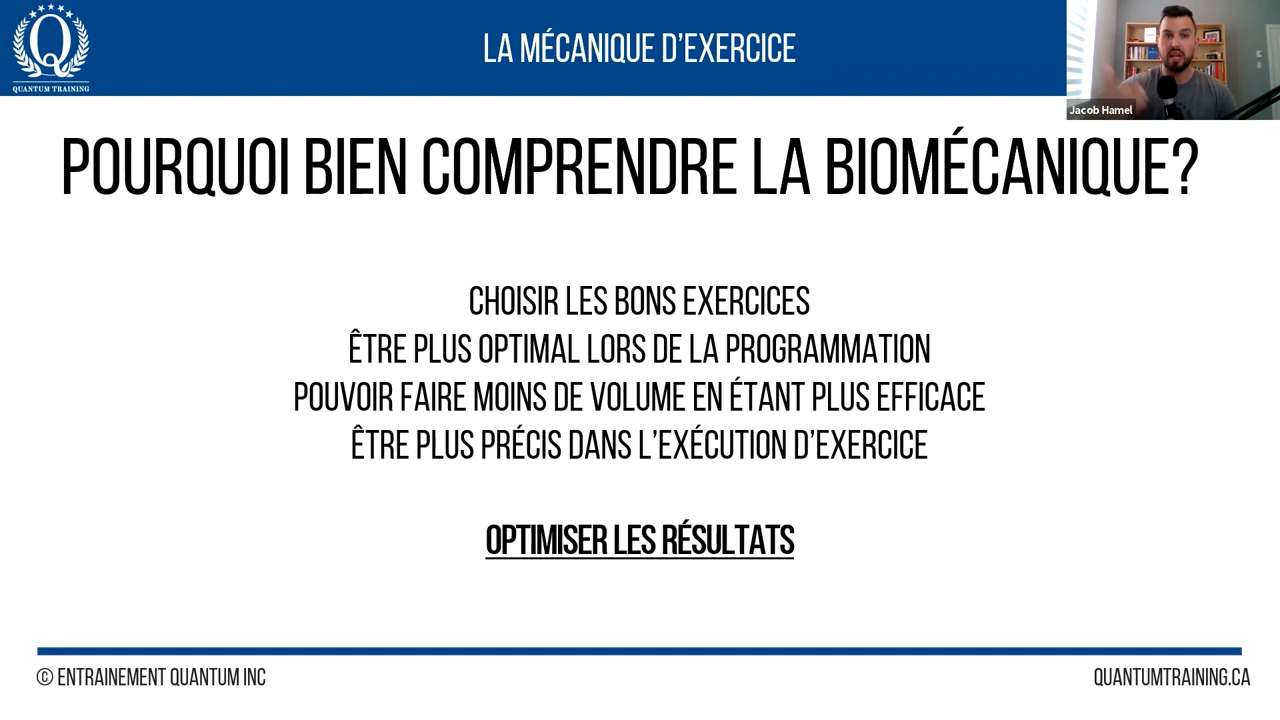 Q
QUANTUM TRAINING
LA MÉCANIQUE D'EXERCICE
Jacob Hamel
POURQUOI BIEN COMPRENDRE LA BIOMÉCANIQUE?
CHOISIR LES BONS EXERCICES
ÊTRE PLUS OPTIMAL LORS DE LA PROGRAMMATION
POUVOIR FAIRE MOINS DE VOLUME EN ÉTANT PLUS EFFICACE
ÊTRE PLUS PRÉCIS DANS L'EXÉCUTION D'EXERCICE
OPTIMISER LES RÉSULTATS
© ENTRAINEMENT QUANTUM INC
QUANTUMTRAINING.CA